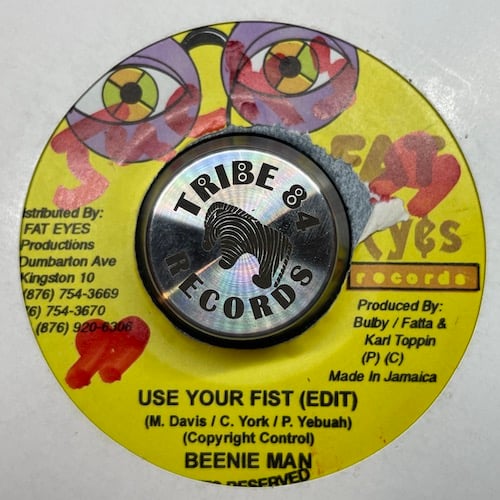 FAT
eyes
records
TRIBE 84
RECORDS
istributed By:
FAT EYES
Productions
Dumbarton Ave
Kingston 10
(876) 754-3669
6) 754-3670
(876) 920-6306
Produced By:
Bulby / Fatta &
Karl Toppin
(P) (C)
Made In Jamaica
USE YOUR FIST (EDIT)
(M. Davis / C. York / P. Yebuah)
(Copyright Control)
BEENIE MAN
RESERVED